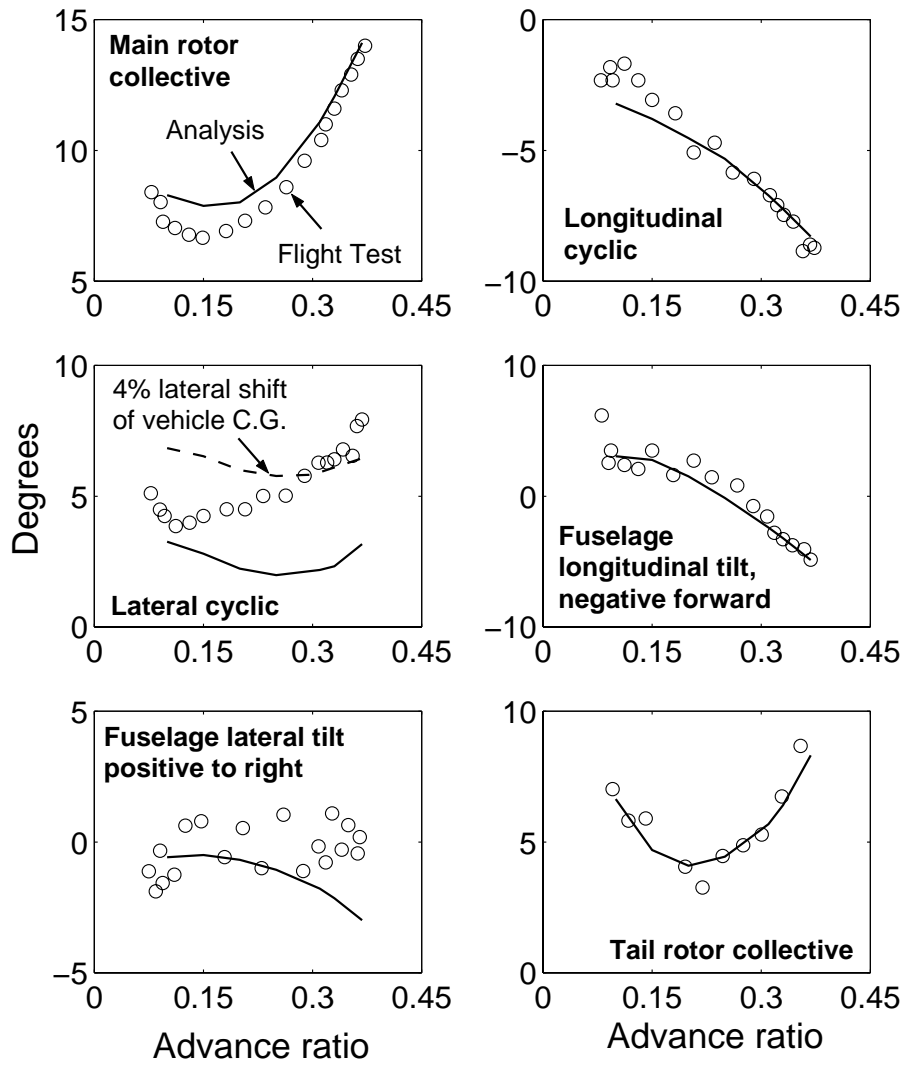 15
10
5
0
0.15
0.3
0.45
Main rotor
collective
Analysis
Flight Test
0
−5
−10
0
0.15
0.3
0.45
Longitudinal
cyclic
Degrees
10
5
0
0
0.15
0.3
0.45
4% lateral shift
of vehicle C.G.
Lateral cyclic
10
0
−10
0
0.15
0.3
0.45
Fuselage
longitudinal tilt,
negative forward
5
0
−5
0
0.15
0.3
0.45
Fuselage lateral tilt
positive to right
Advance ratio
10
5
0
0
0.15
0.3
0.45
Tail rotor collective
Advance ratio